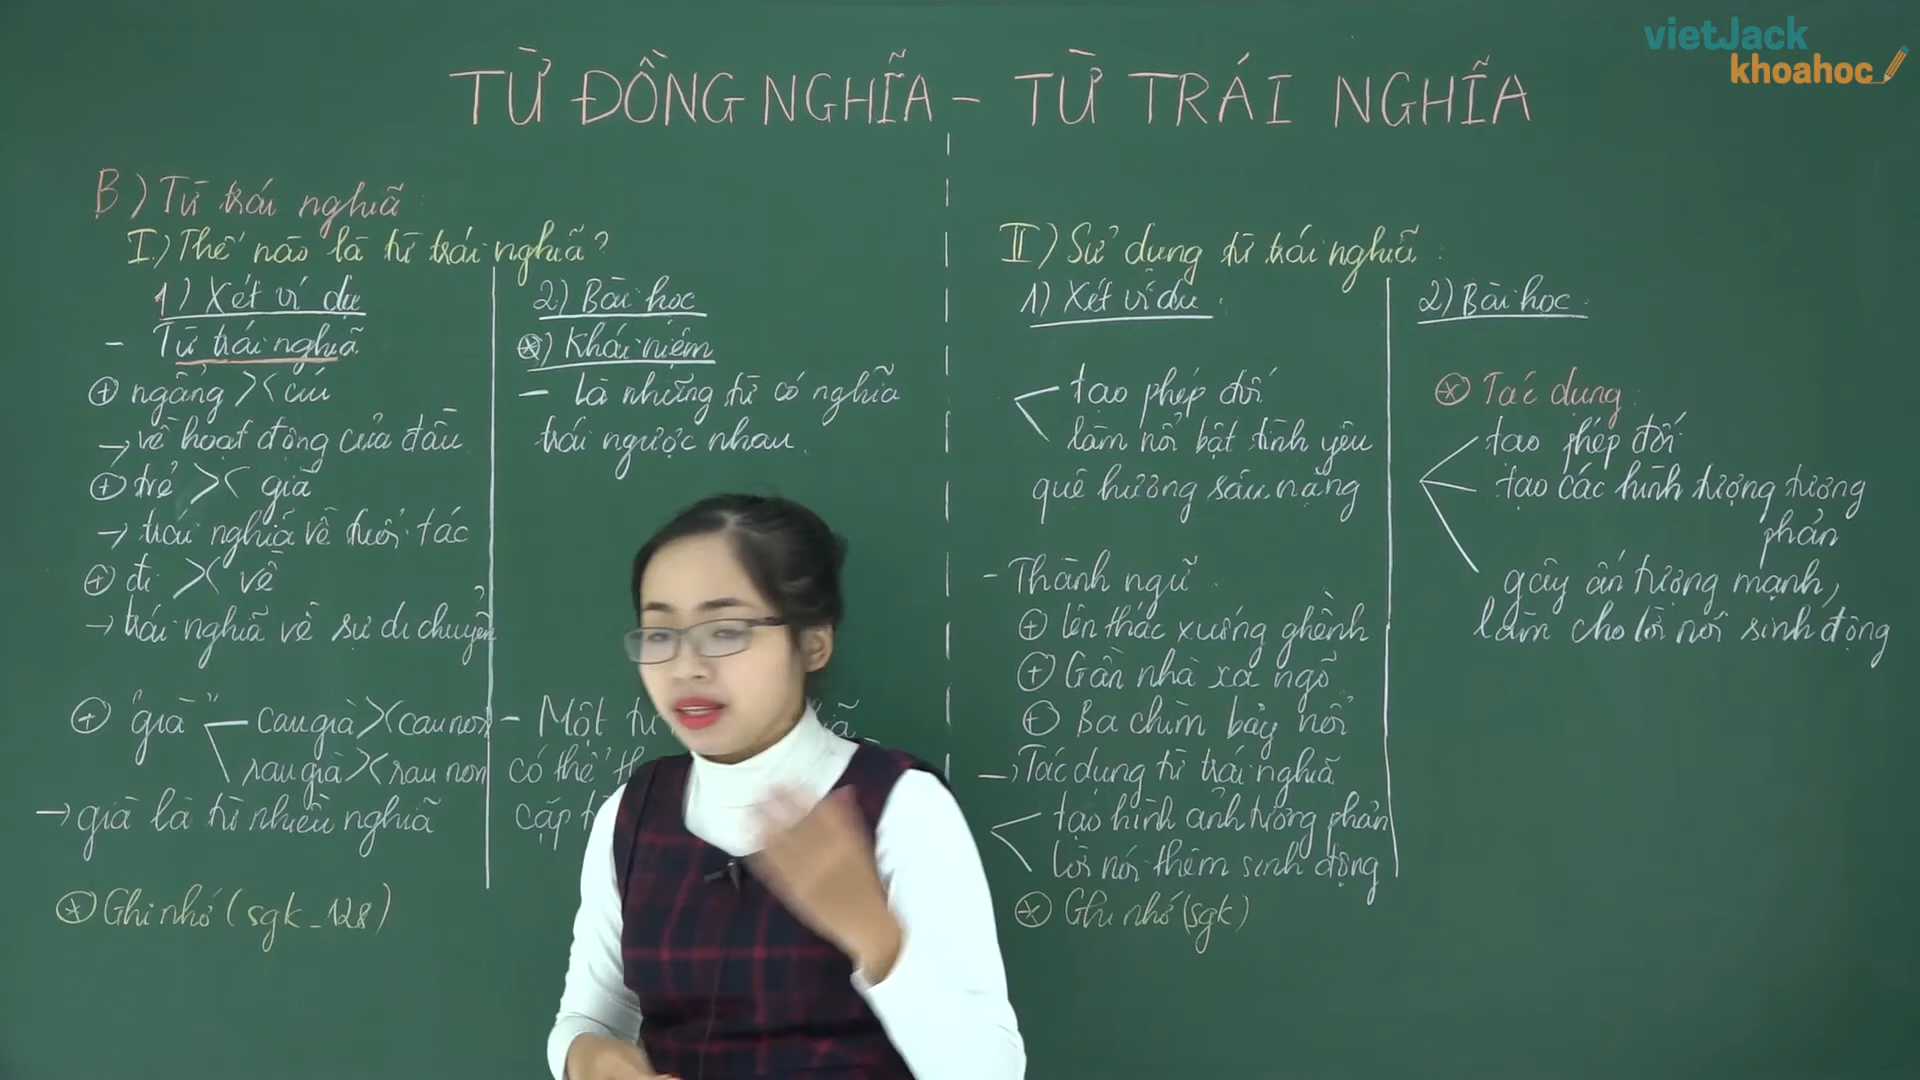 vietJack
khoahoc
TỪ ĐỒNG NGHĨA - TỪ TRÁI NGHĨA
B) Từ trái nghĩa
I) Thế nào là từ trái nghĩa?
1) Xét ví dụ
- Từ trái nghĩa
+ ngẩng >< cúi
→ về hoạt động của đầu
+ trẻ >< già
→ trái nghĩa về tuổi tác
+ đi >< về
→ trái nghĩa về sự di chuyển
+ "già" cau già >< cau non
rau già >< rau non
→ già là từ nhiều nghĩa
* Ghi nhớ (sgk_128)
2) Bài học
*) Khái niệm
- là những từ có nghĩa
trái ngược nhau.
- Một từ
có thể
cặp
II) Sử dụng từ trái nghĩa
1) Xét ví dụ:
tạo phép đối
làm nổi bật tình yêu
quê hương sâu nặng
- Thành ngữ
+ lên thác xuống ghềnh
+ Gần nhà xa ngõ
+ Ba chìm bảy nổi
→ Tác dụng từ trái nghĩa
tạo hình ảnh tương phản
lời nói thêm sinh động
* Ghi nhớ (sgk)
2) Bài học:
* Tác dụng
tạo phép đối
tạo các hình tượng tương
phản
gây ấn tượng mạnh,
làm cho lời nói sinh động